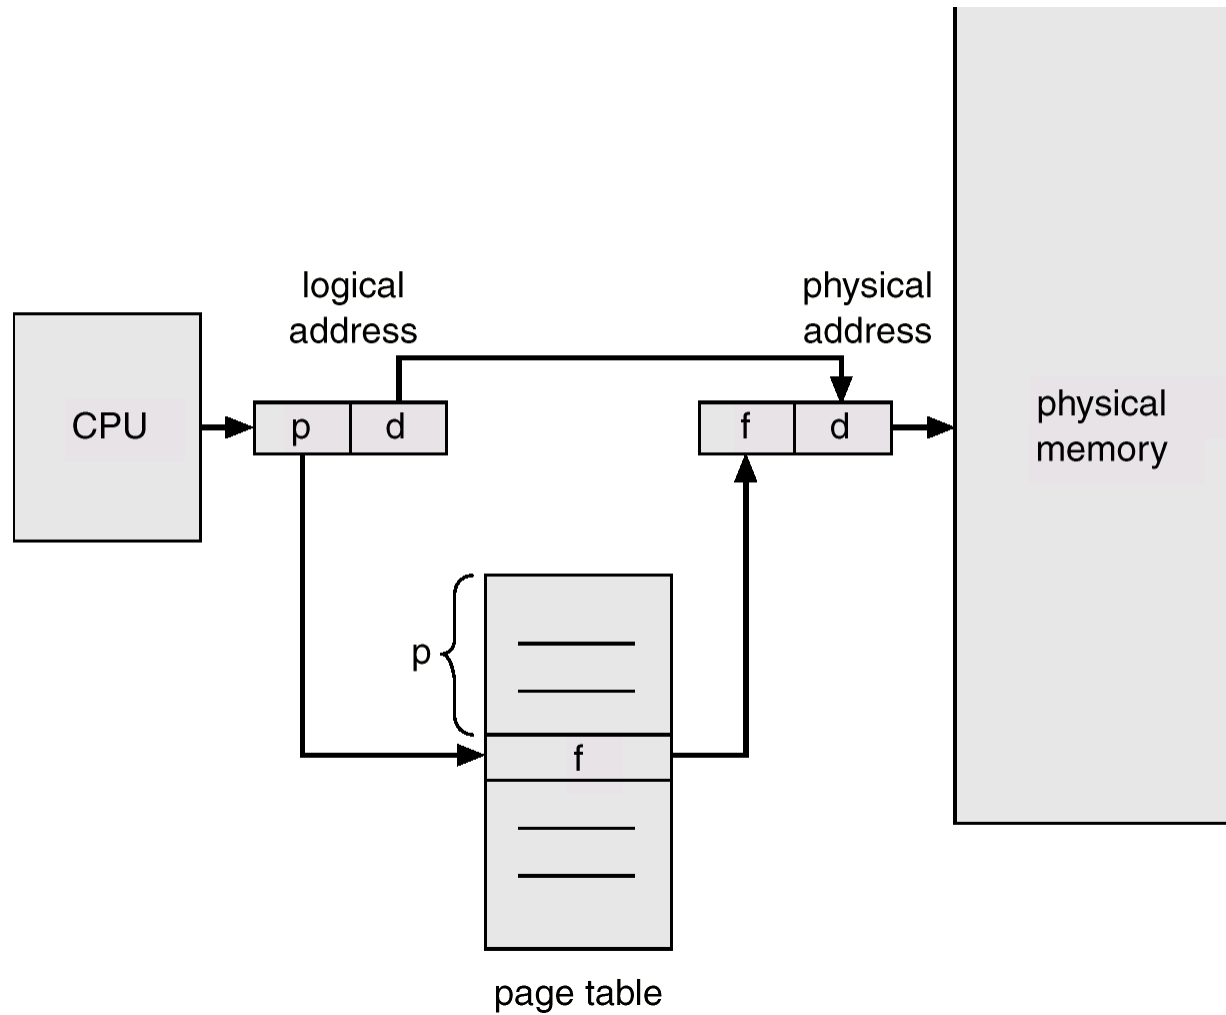 logical
address
physical
address
CPU
p
d
f
d
physical
memory
p
f
page table